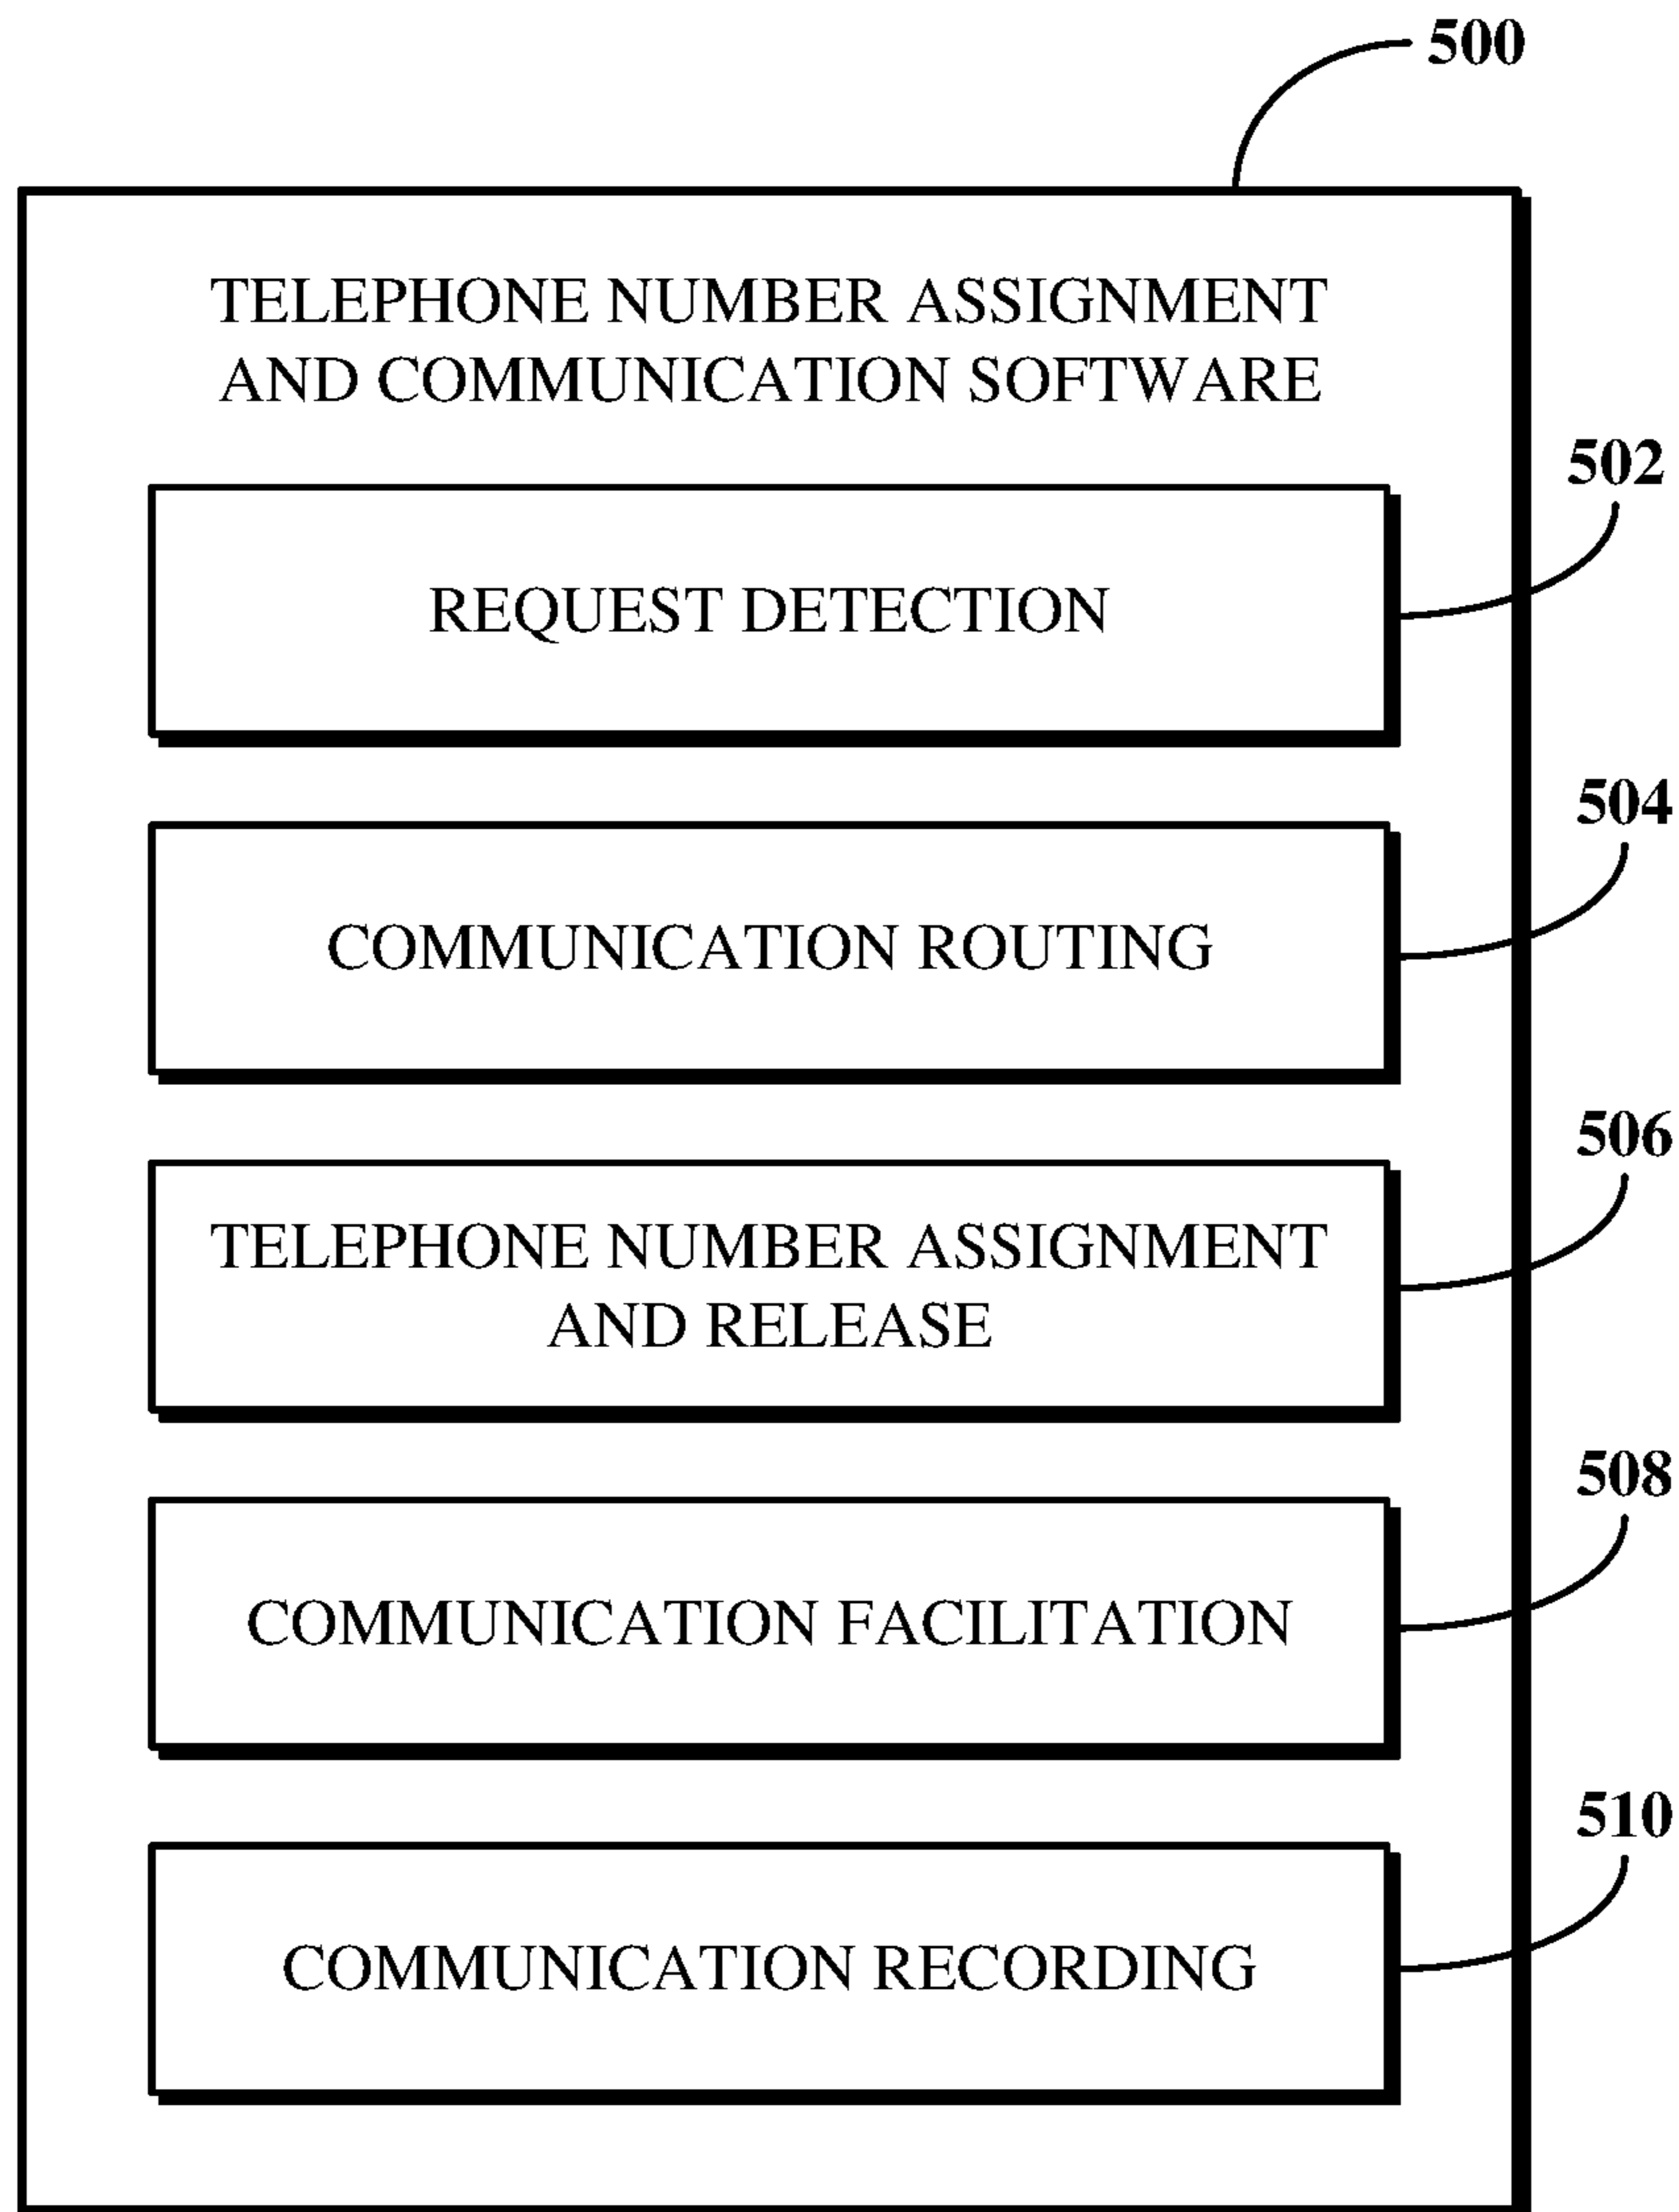 500
TELEPHONE NUMBER ASSIGNMENT
AND COMMUNICATION SOFTWARE
502
REQUEST DETECTION
504
COMMUNICATION ROUTING
506
TELEPHONE NUMBER ASSIGNMENT
AND RELEASE
508
COMMUNICATION FACILITATION
510
COMMUNICATION RECORDING